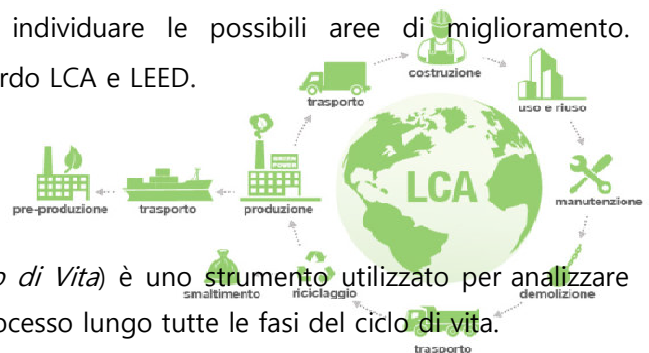 individuare le possibili aree di miglioramento.
rdo LCA e LEED.
costruzione
trasporto
uso e riuso
LCA
manutenzione
pre-produzione
trasporto
produzione
o di Vita) è uno strumento utilizzato per analizzare
smaltimento
riciclaggio
demolizione
ocesso lungo tutte le fasi del ciclo di vita.
trasporto